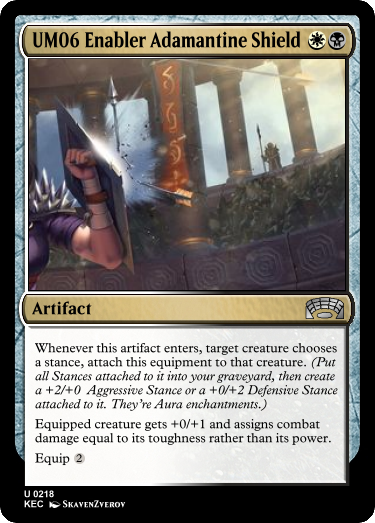 UM06 Enabler Adamantine Shield
Artifact
Whenever this artifact enters, target creature chooses
a stance, attach this equipment to that creature. (Put
all Stances attached to it into your graveyard, then create
a +2/+0 Aggressive Stance or a +0/+2 Defensive Stance
attached to it. They're Aura enchantments.)
Equipped creature gets +0/+1 and assigns combat
damage equal to its toughness rather than its power.
Equip 2
U 0218
KEC SkavenZverov